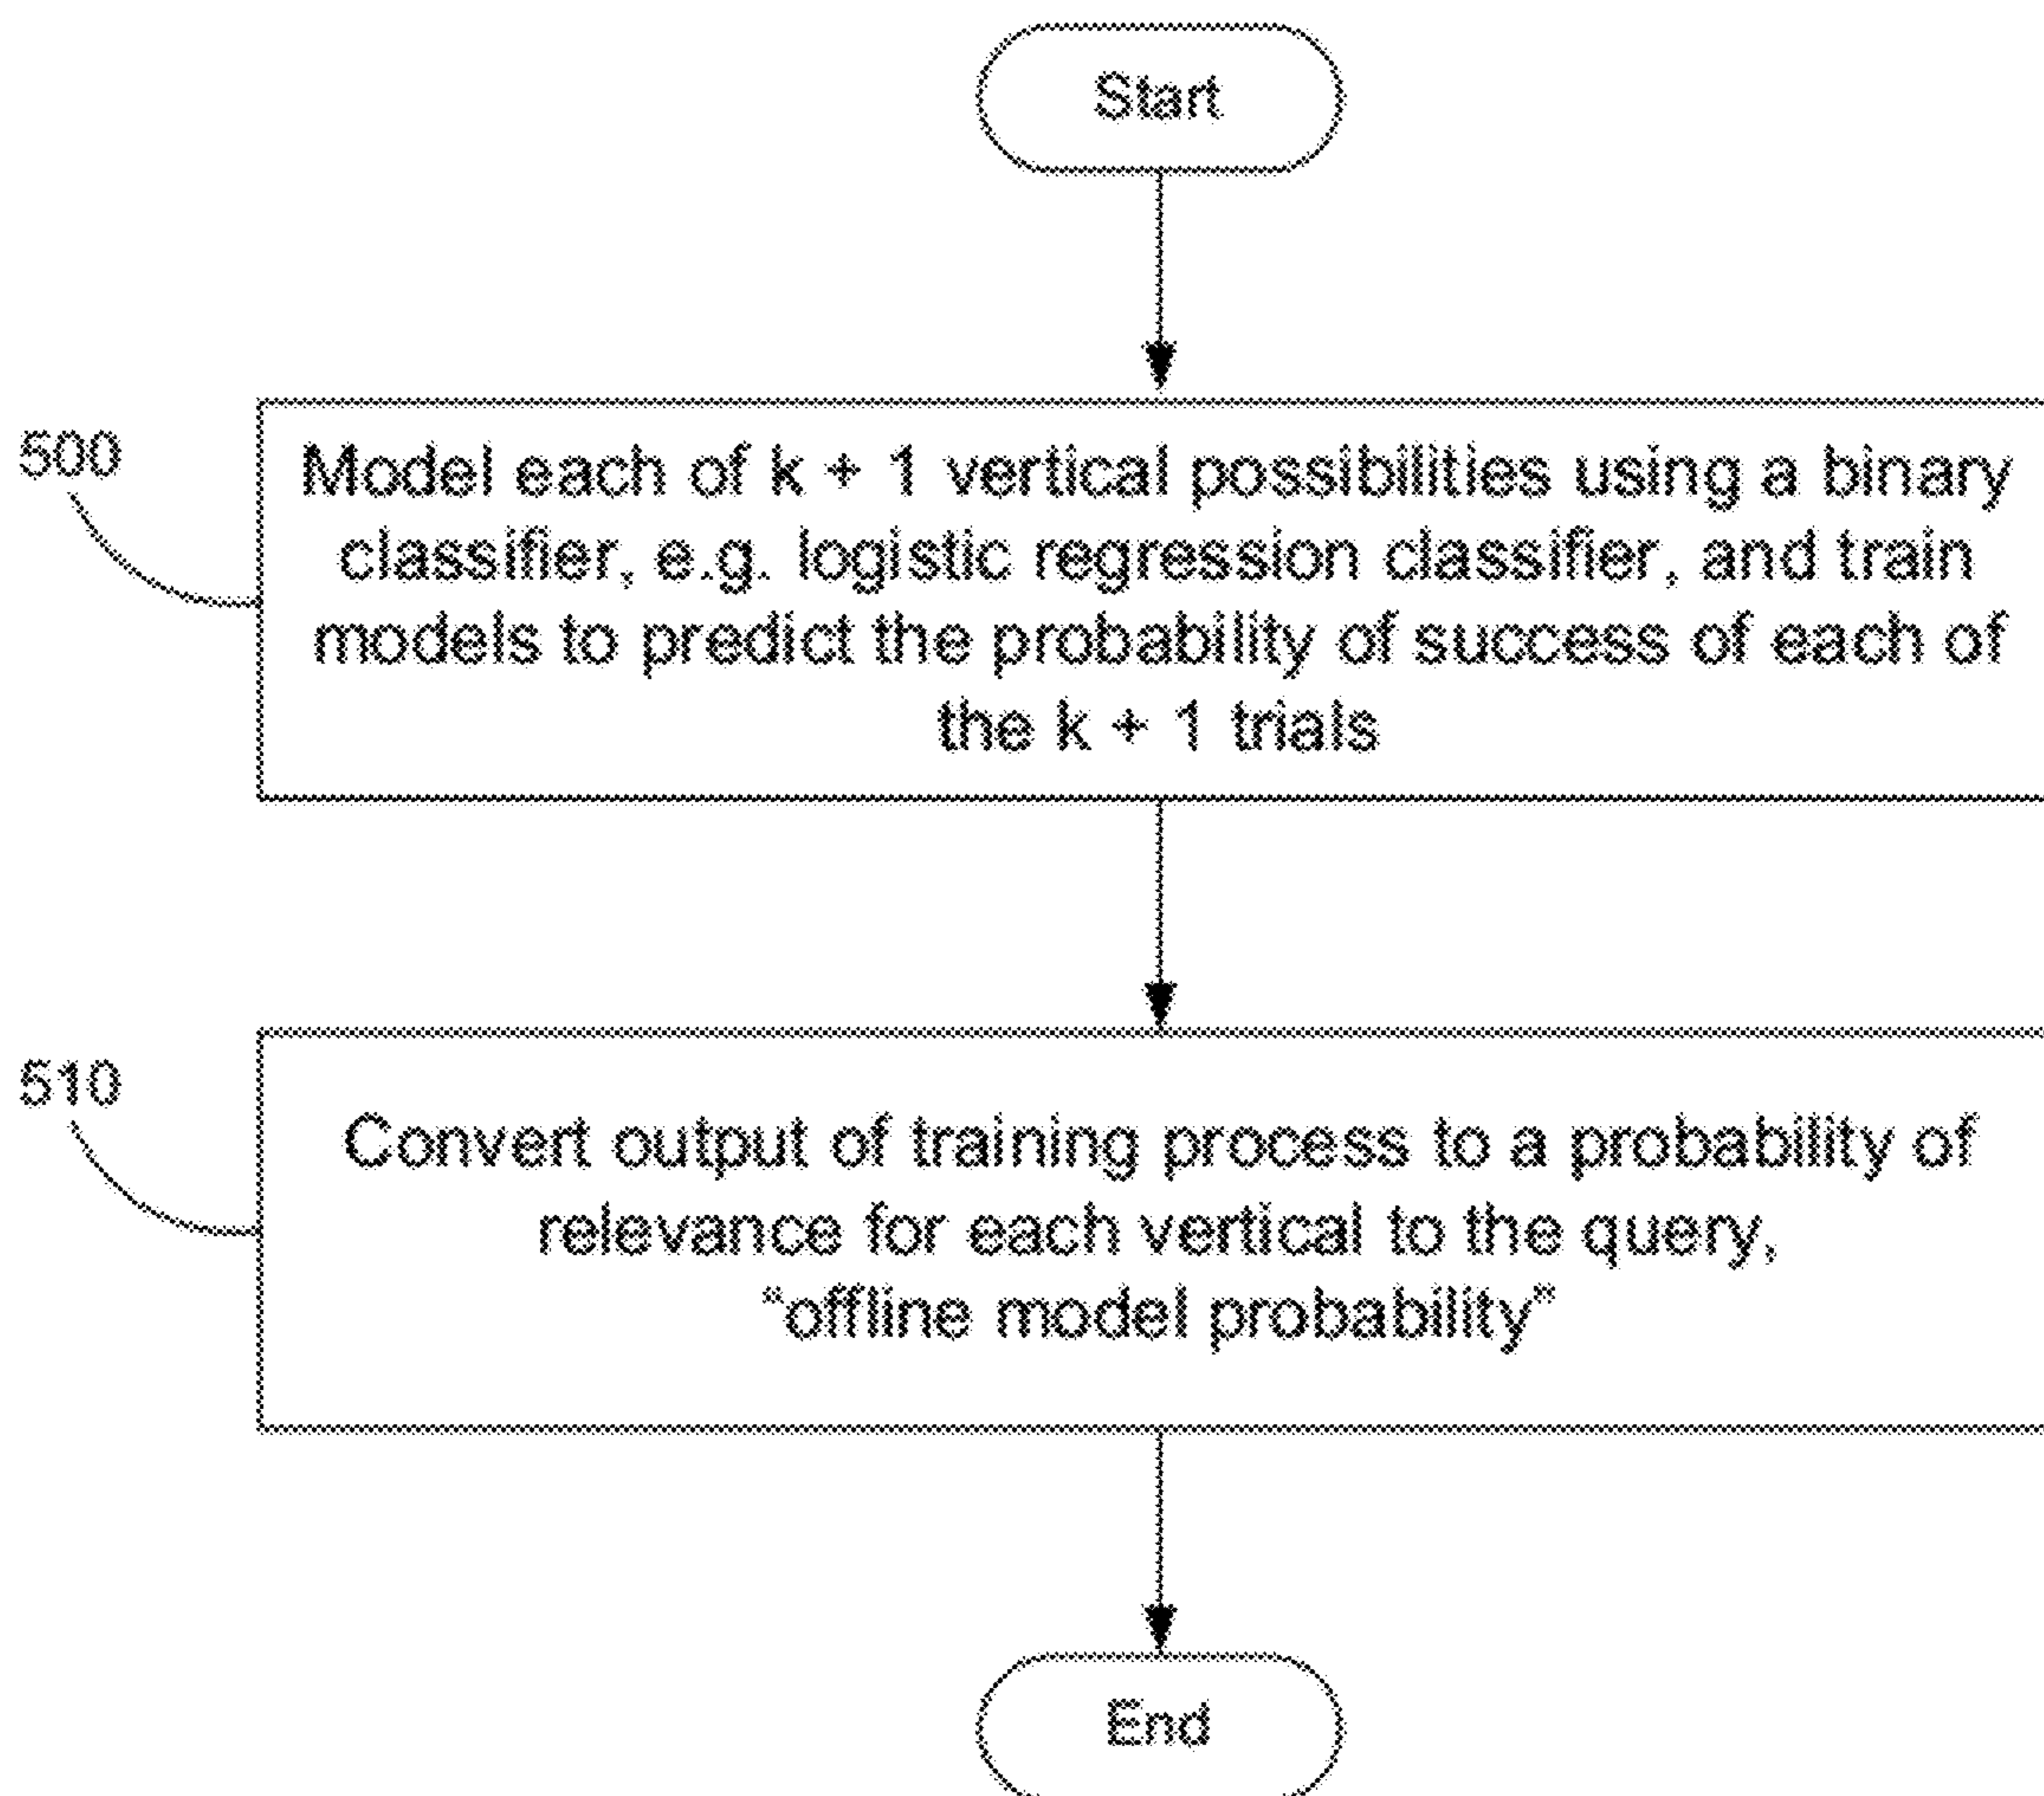 Start
500
Model each of k + 1 vertical possibilities using a binary
classifier, e.g. logistic regression classifier, and train
models to predict the probability of success of each of
the k + 1 trials
510
Convert output of training process to a probability of
relevance for each vertical to the query,
“offline model probability”
End